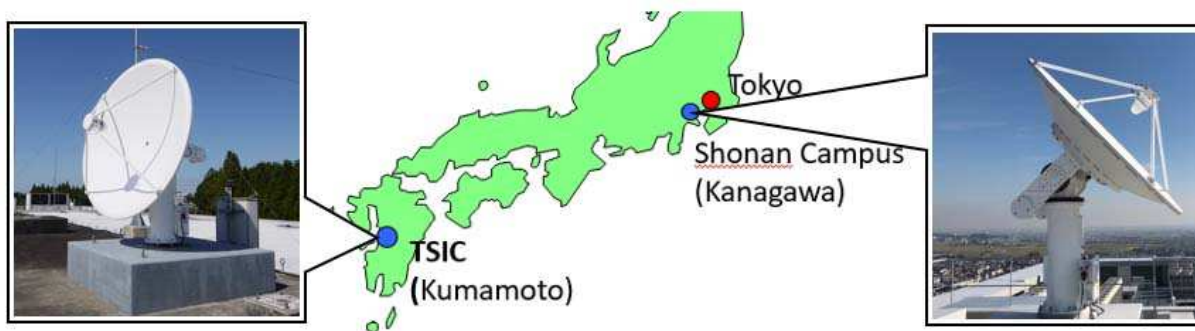 Tokyo
Shonan Campus
(Kanagawa)
TSIC
(Kumamoto)